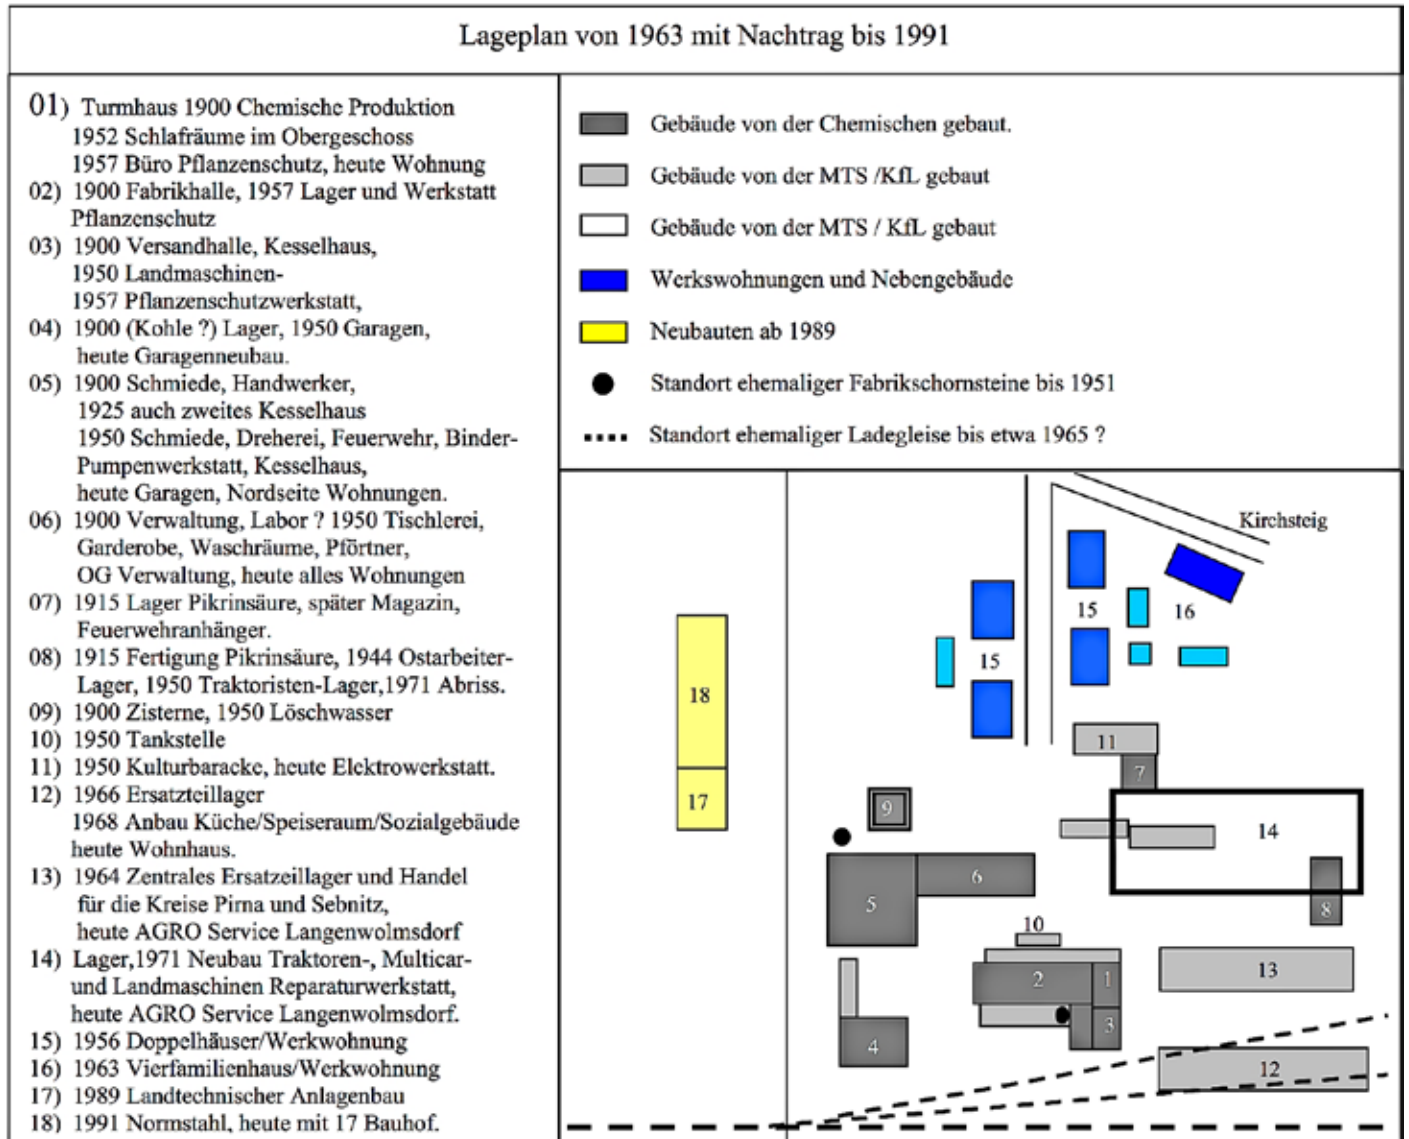 Lageplan von 1963 mit Nachtrag bis 1991
01) Turmhaus 1900 Chemische Produktion
1952 Schlafräume im Obergeschoss
1957 Büro Pflanzenschutz, heute Wohnung
02) 1900 Fabrikhalle, 1957 Lager und Werkstatt
Pflanzenschutz
03) 1900 Versandhalle, Kesselhaus,
1950 Landmaschinen-
1957 Pflanzenschutzwerkstatt,
04) 1900 (Kohle ?) Lager, 1950 Garagen,
heute Garagenneubau.
05) 1900 Schmiede, Handwerker,
1925 auch zweites Kesselhaus
1950 Schmiede, Dreherei, Feuerwehr, Binder-
Pumpenwerkstatt, Kesselhaus,
heute Garagen, Nordseite Wohnungen.
06) 1900 Verwaltung, Labor ? 1950 Tischlerei,
Garderobe, Waschräume, Pförtner,
OG Verwaltung, heute alles Wohnungen
07) 1915 Lager Pikrinsäure, später Magazin,
Feuerwehranhänger.
08) 1915 Fertigung Pikrinsäure, 1944 Ostarbeiter-
Lager, 1950 Traktoristen-Lager,1971 Abriss.
09) 1900 Zisterne, 1950 Löschwasser
10) 1950 Tankstelle
11) 1950 Kulturbaracke, heute Elektrowerkstatt.
12) 1966 Ersatzteillager
1968 Anbau Küche/Speiseraum/Sozialgebäude
heute Wohnhaus.
13) 1964 Zentrales Ersatzeillager und Handel
für die Kreise Pirna und Sebnitz,
heute AGRO Service Langenwolmsdorf
14) Lager,1971 Neubau Traktoren-, Multicar-
und Landmaschinen Reparaturwerkstatt,
heute AGRO Service Langenwolmsdorf.
15) 1956 Doppelhäuser/Werkwohnung
16) 1963 Vierfamilienhaus/Werkwohnung
17) 1989 Landtechnischer Anlagenbau
18) 1991 Normstahl, heute mit 17 Bauhof.
Gebäude von der Chemischen gebaut.
Gebäude von der MTS /KfL gebaut
Gebäude von der MTS / KfL gebaut
Werkswohnungen und Nebengebäude
Neubauten ab 1989
Standort ehemaliger Fabrikschornsteine bis 1951
Standort ehemaliger Ladegleise bis etwa 1965 ?
Kirchsteig
15
16
15
18
11
7
17
9
14
6
5
8
10
2
1
13
3
4
12